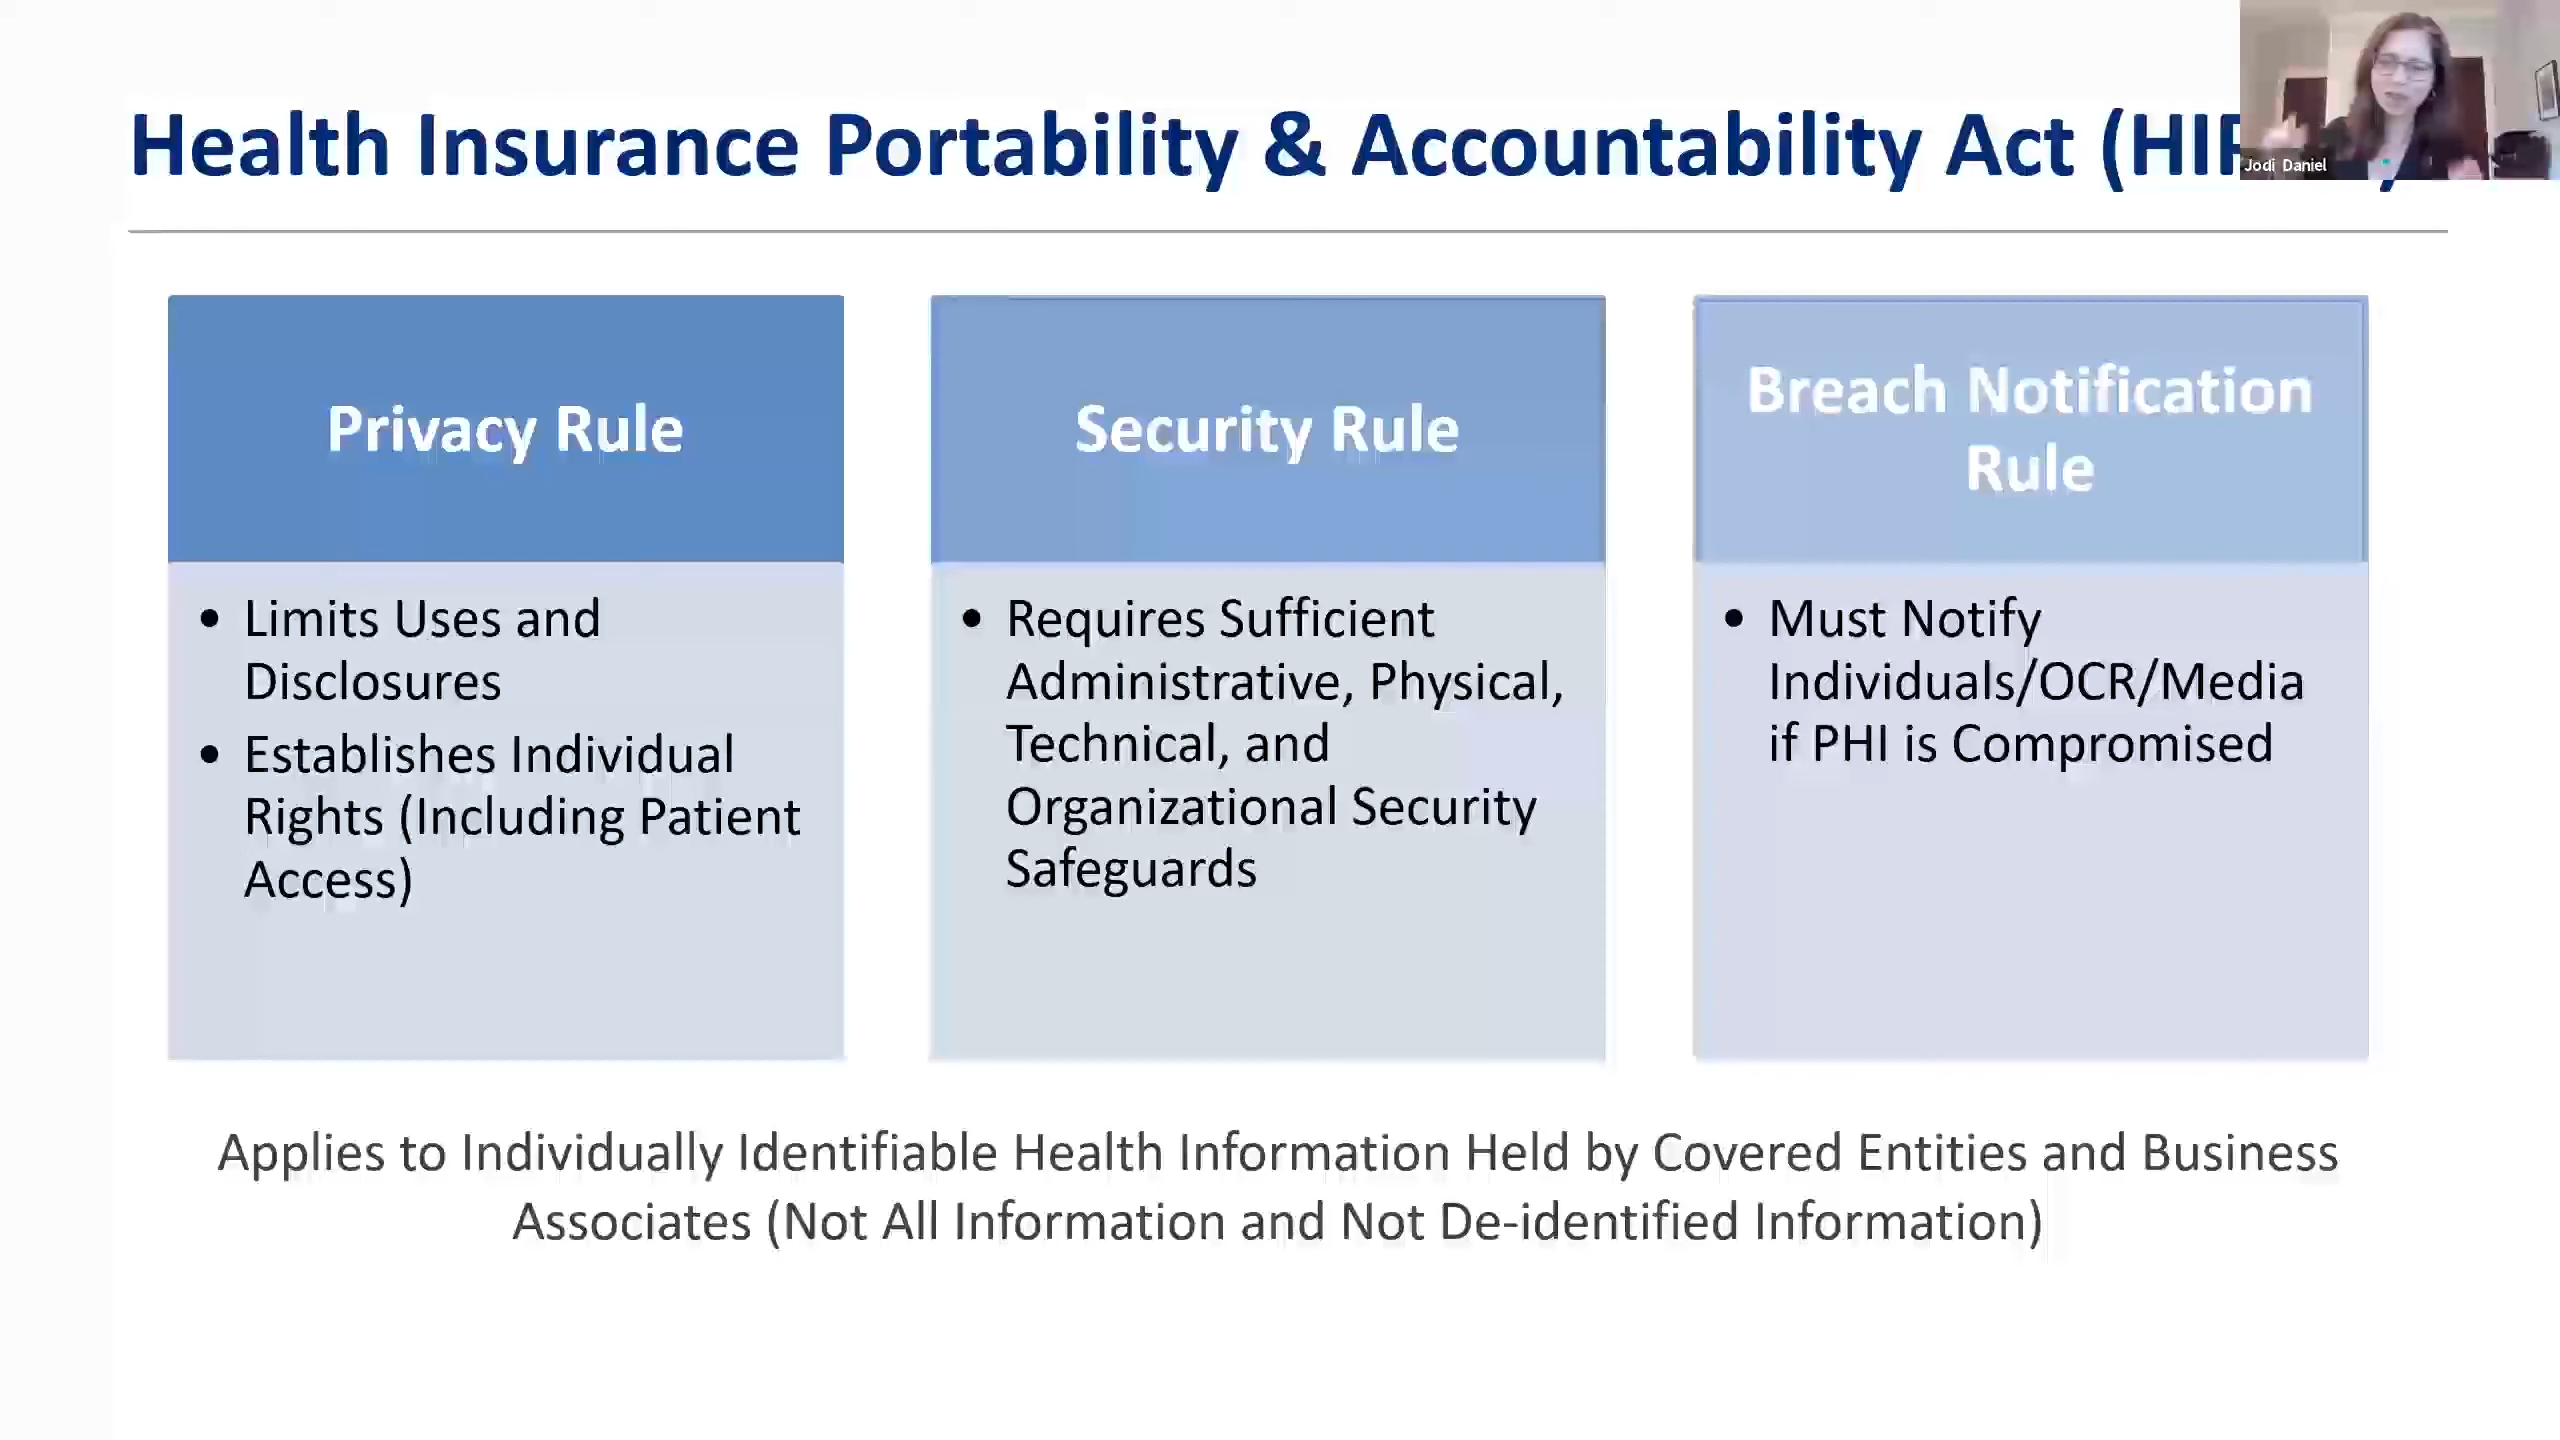 Health Insurance Portability & Accountability Act (HIP
Jodi Daniel
Privacy Rule
• Limits Uses and
Disclosures
• Establishes Individual
Rights (Including Patient
Access)
Security Rule
• Requires Sufficient
Administrative, Physical,
Technical, and
Organizational Security
Safeguards
Breach Notification
Rule
• Must Notify
Individuals/OCR/Media
if PHI is Compromised
Applies to Individually Identifiable Health Information Held by Covered Entities and Business
Associates (Not All Information and Not De-identified Information)